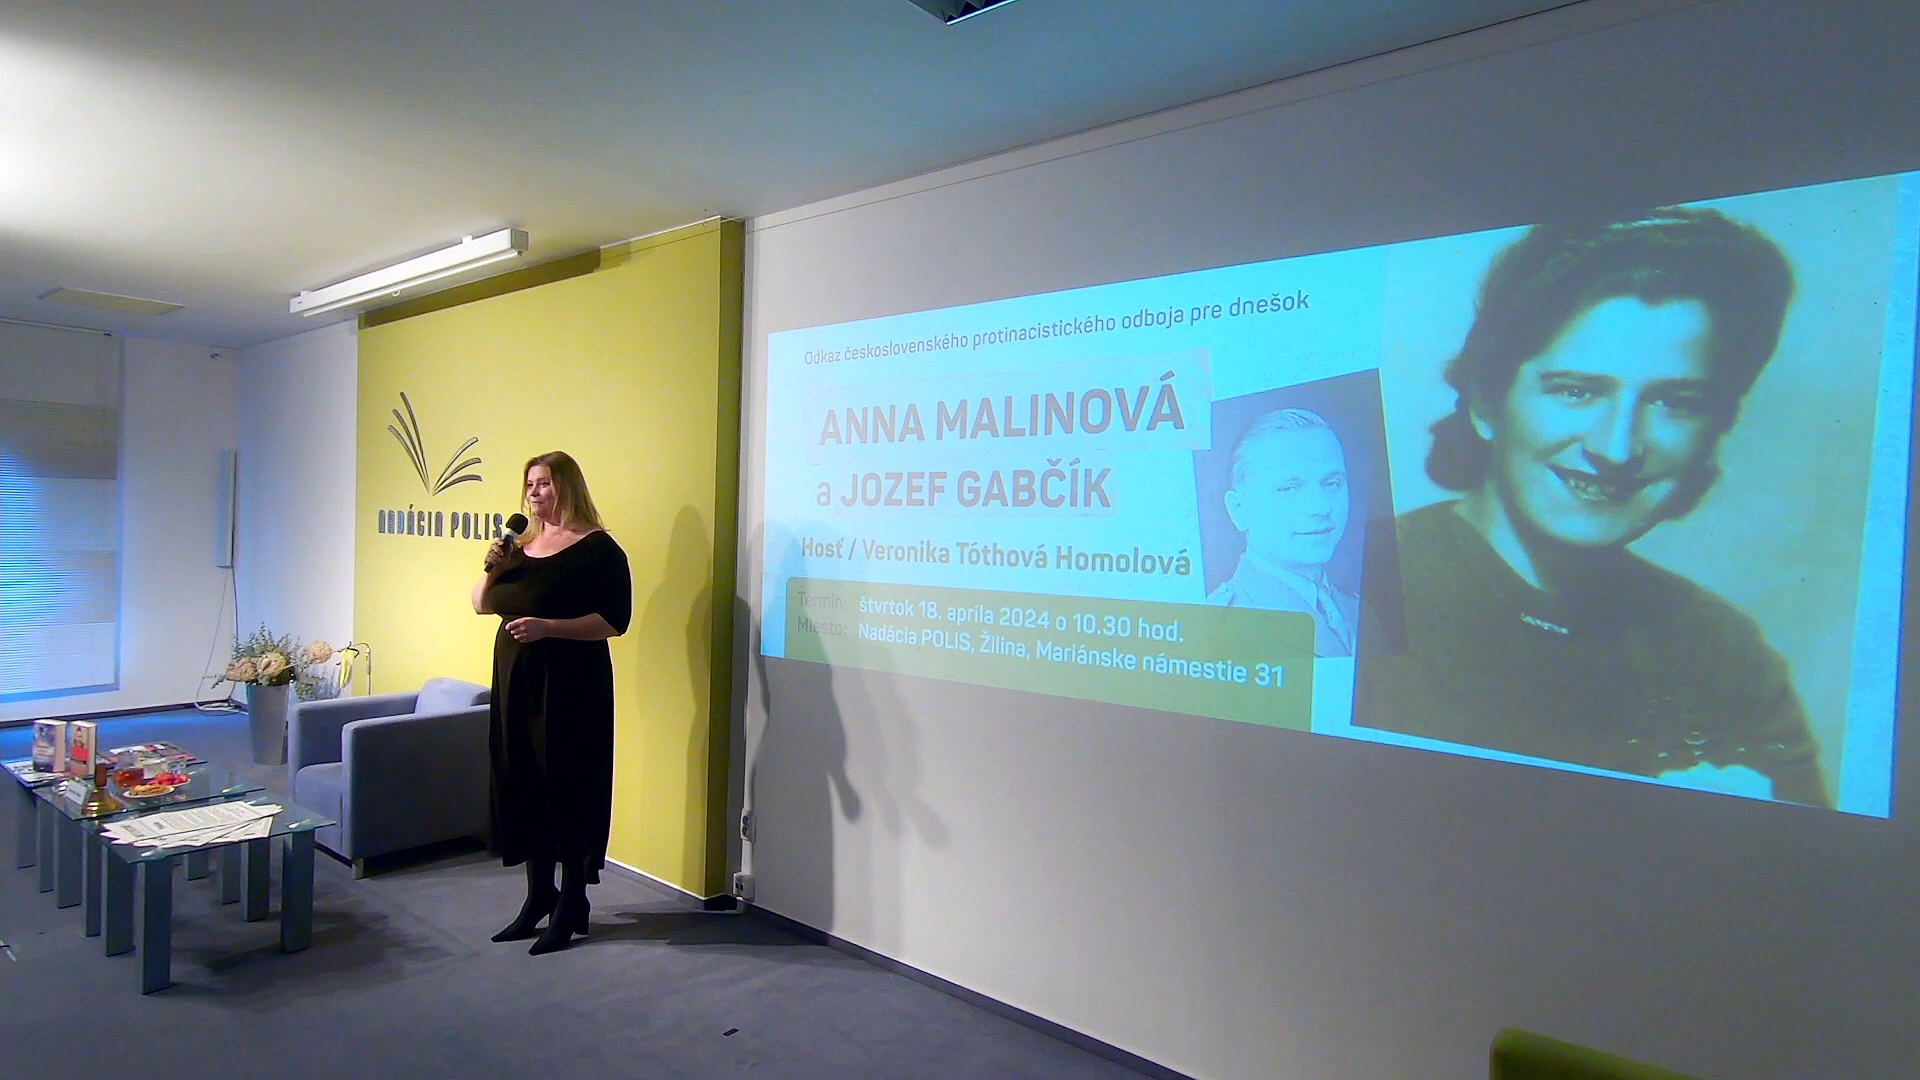 NADÁCIA POLIS
Odkaz československého protinacistického odboja pre dnešok
ANNA MALINOVÁ
a JOZEF GABČÍK
Hosť / Veronika Tóthová Homolová
Termín: štvrtok 18. apríla 2024 o 10.30 hod.
Miesto: Nadácia POLIS, Žilina, Mariánske námestie 31